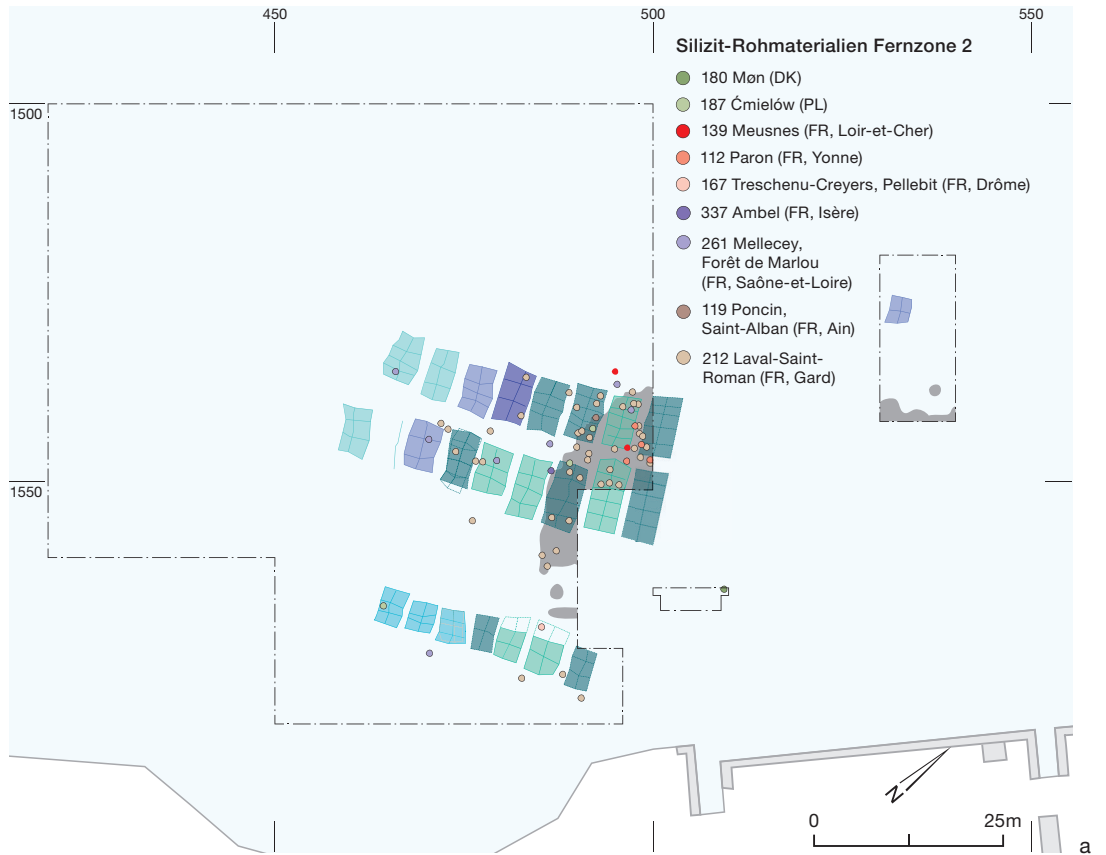 450
500
550
1500
1550
Silizit-Rohmaterialien Fernzone 2
180 Møn (DK)
187 Ćmielów (PL)
139 Meusnes (FR, Loir-et-Cher)
112 Paron (FR, Yonne)
167 Treschenu-Creyers, Pellebit (FR, Drôme)
337 Ambel (FR, Isère)
261 Mellecey,
Forêt de Marlou
(FR, Saône-et-Loire)
119 Poncin,
Saint-Alban (FR, Ain)
212 Laval-Saint-
Roman (FR, Gard)
N
0
25m
a